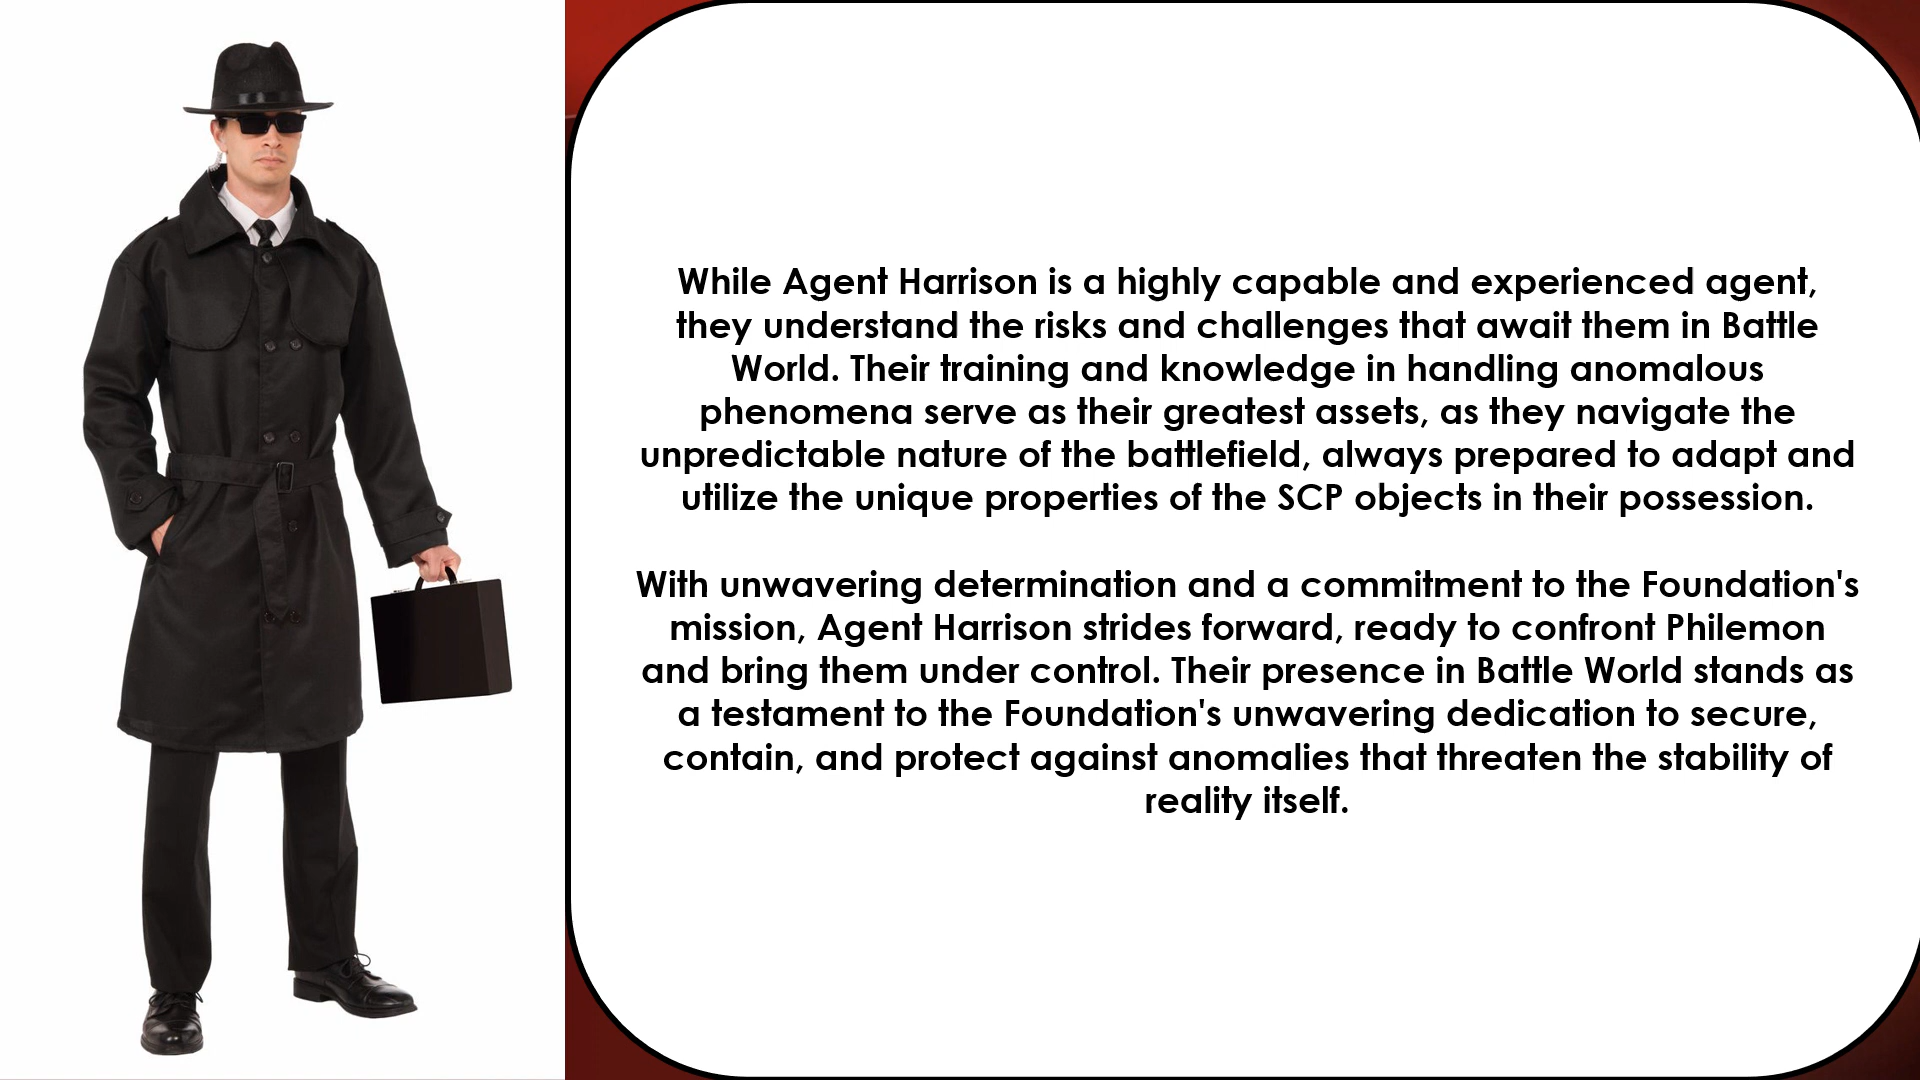 While Agent Harrison is a highly capable and experienced agent,
they understand the risks and challenges that await them in Battle
World. Their training and knowledge in handling anomalous
phenomena serve as their greatest assets, as they navigate the
unpredictable nature of the battlefield, always prepared to adapt and
utilize the unique properties of the SCP objects in their possession.
With unwavering determination and a commitment to the Foundation's
mission, Agent Harrison strides forward, ready to confront Philemon
and bring them under control. Their presence in Battle World stands as
a testament to the Foundation's unwavering dedication to secure,
contain, and protect against anomalies that threaten the stability of
reality itself.